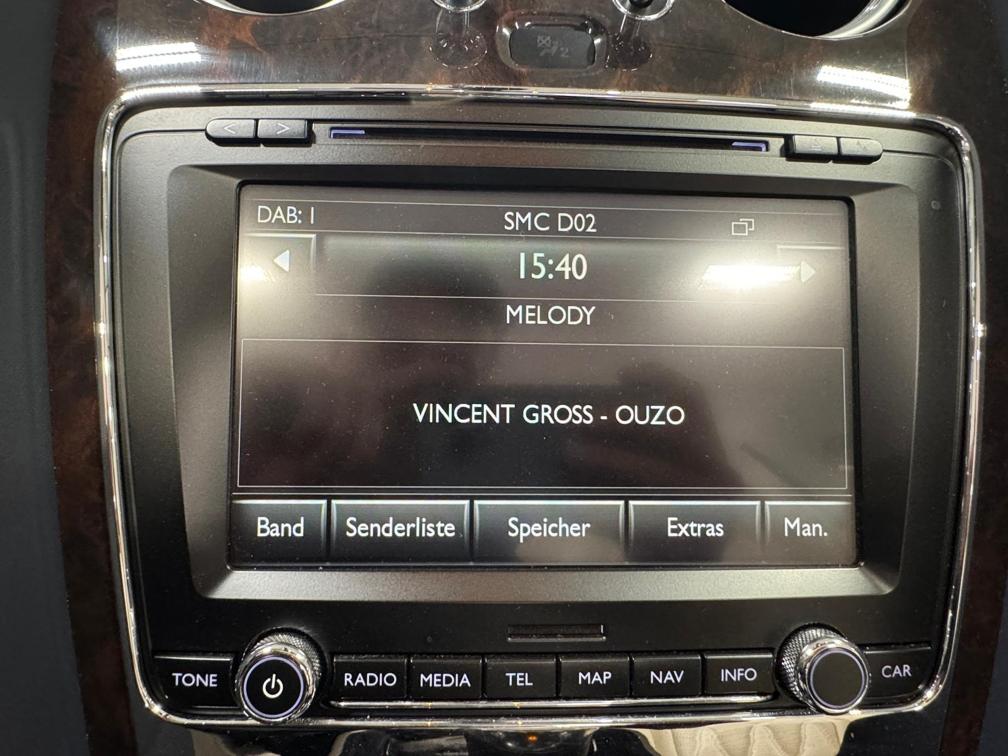 < >
DAB: 1
SMC D02
15:40
MELODY
VINCENT GROSS - OUZO
Band Senderliste Speicher Extras Man.
TONE RADIO MEDIA TEL MAP NAV INFO CAR